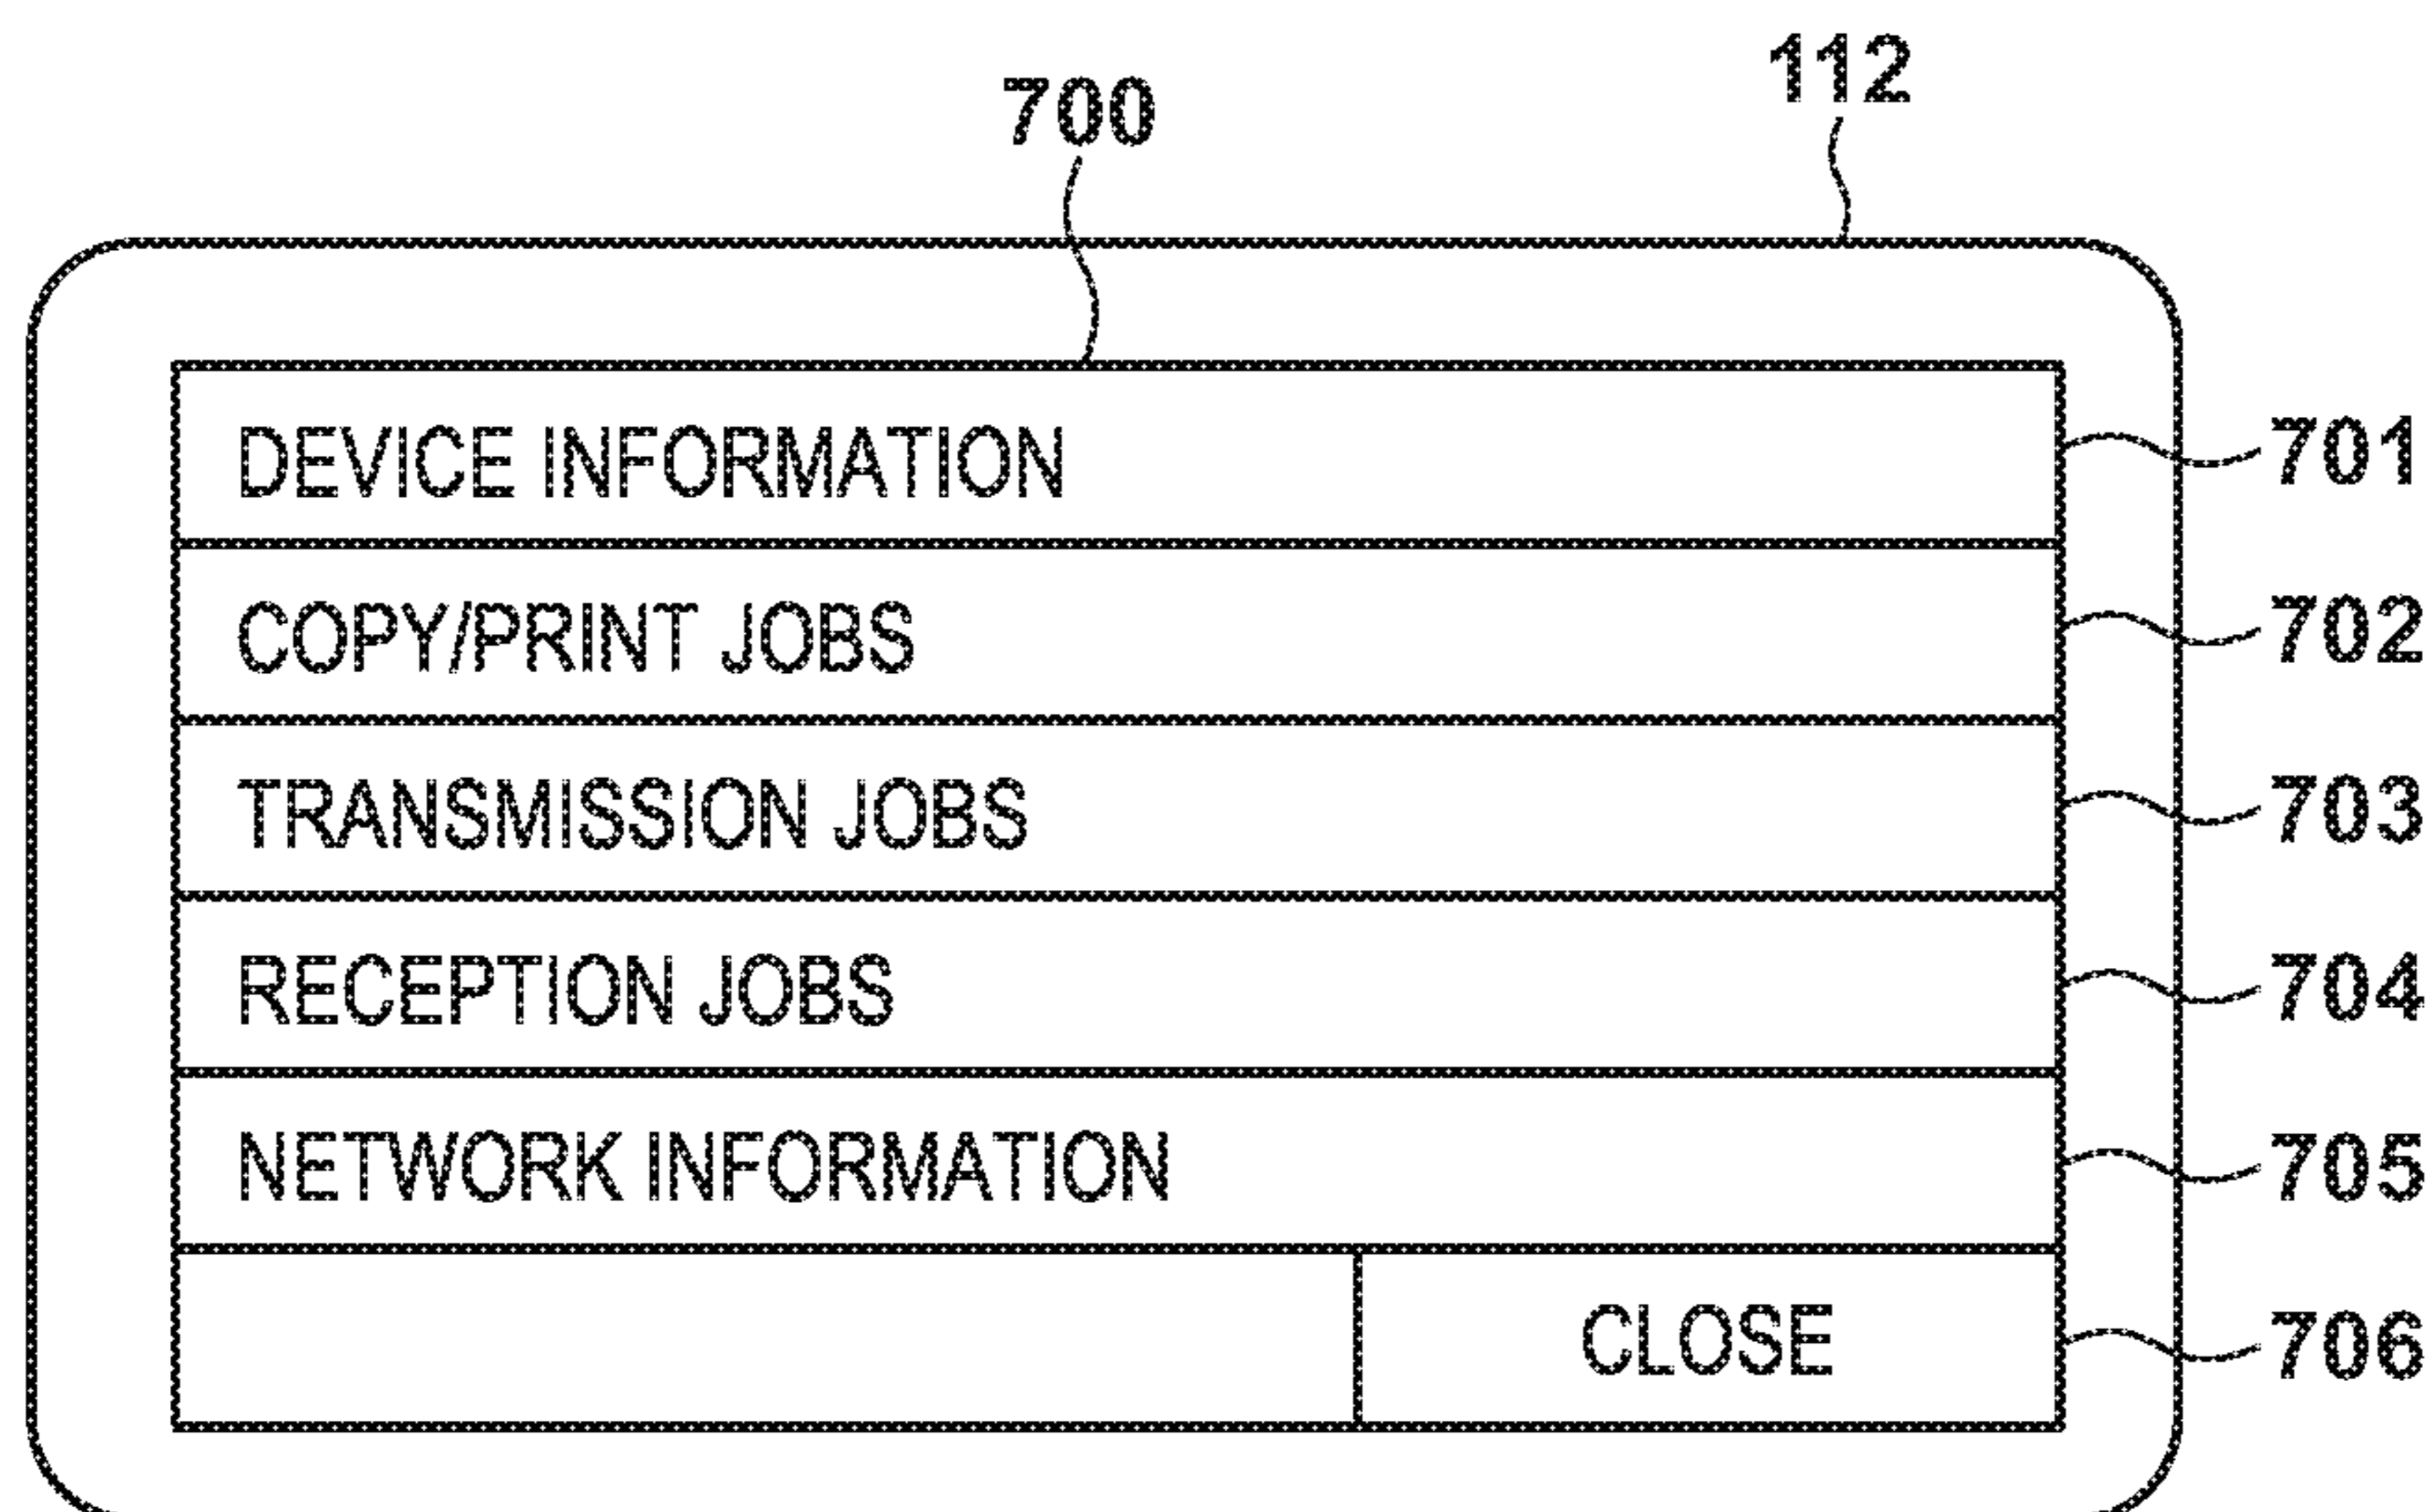 112
700
DEVICE INFORMATION 701
COPY/PRINT JOBS 702
TRANSMISSION JOBS 703
RECEPTION JOBS 704
NETWORK INFORMATION 705
CLOSE 706